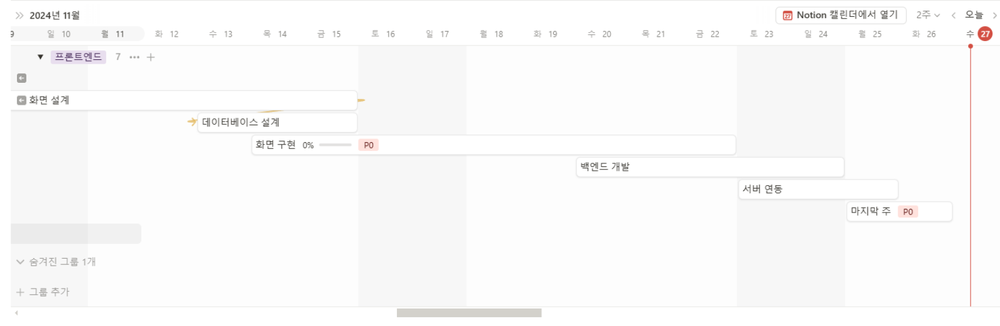 2024년 11월
27 Notion 캘린더에서 열기 2주 오늘
9 일 10 월 11 화 12 수 13 목 14 금 15 토 16 일 17 월 18 화 19 수 20 목 21 금 22 토 23 일 24 월 25 화 26 수 27
프론트엔드 7
화면 설계
데이터베이스 설계
화면 구현 0% P0
백엔드 개발
서버 연동
마지막 주 P0
숨겨진 그룹 1개
그룹 추가